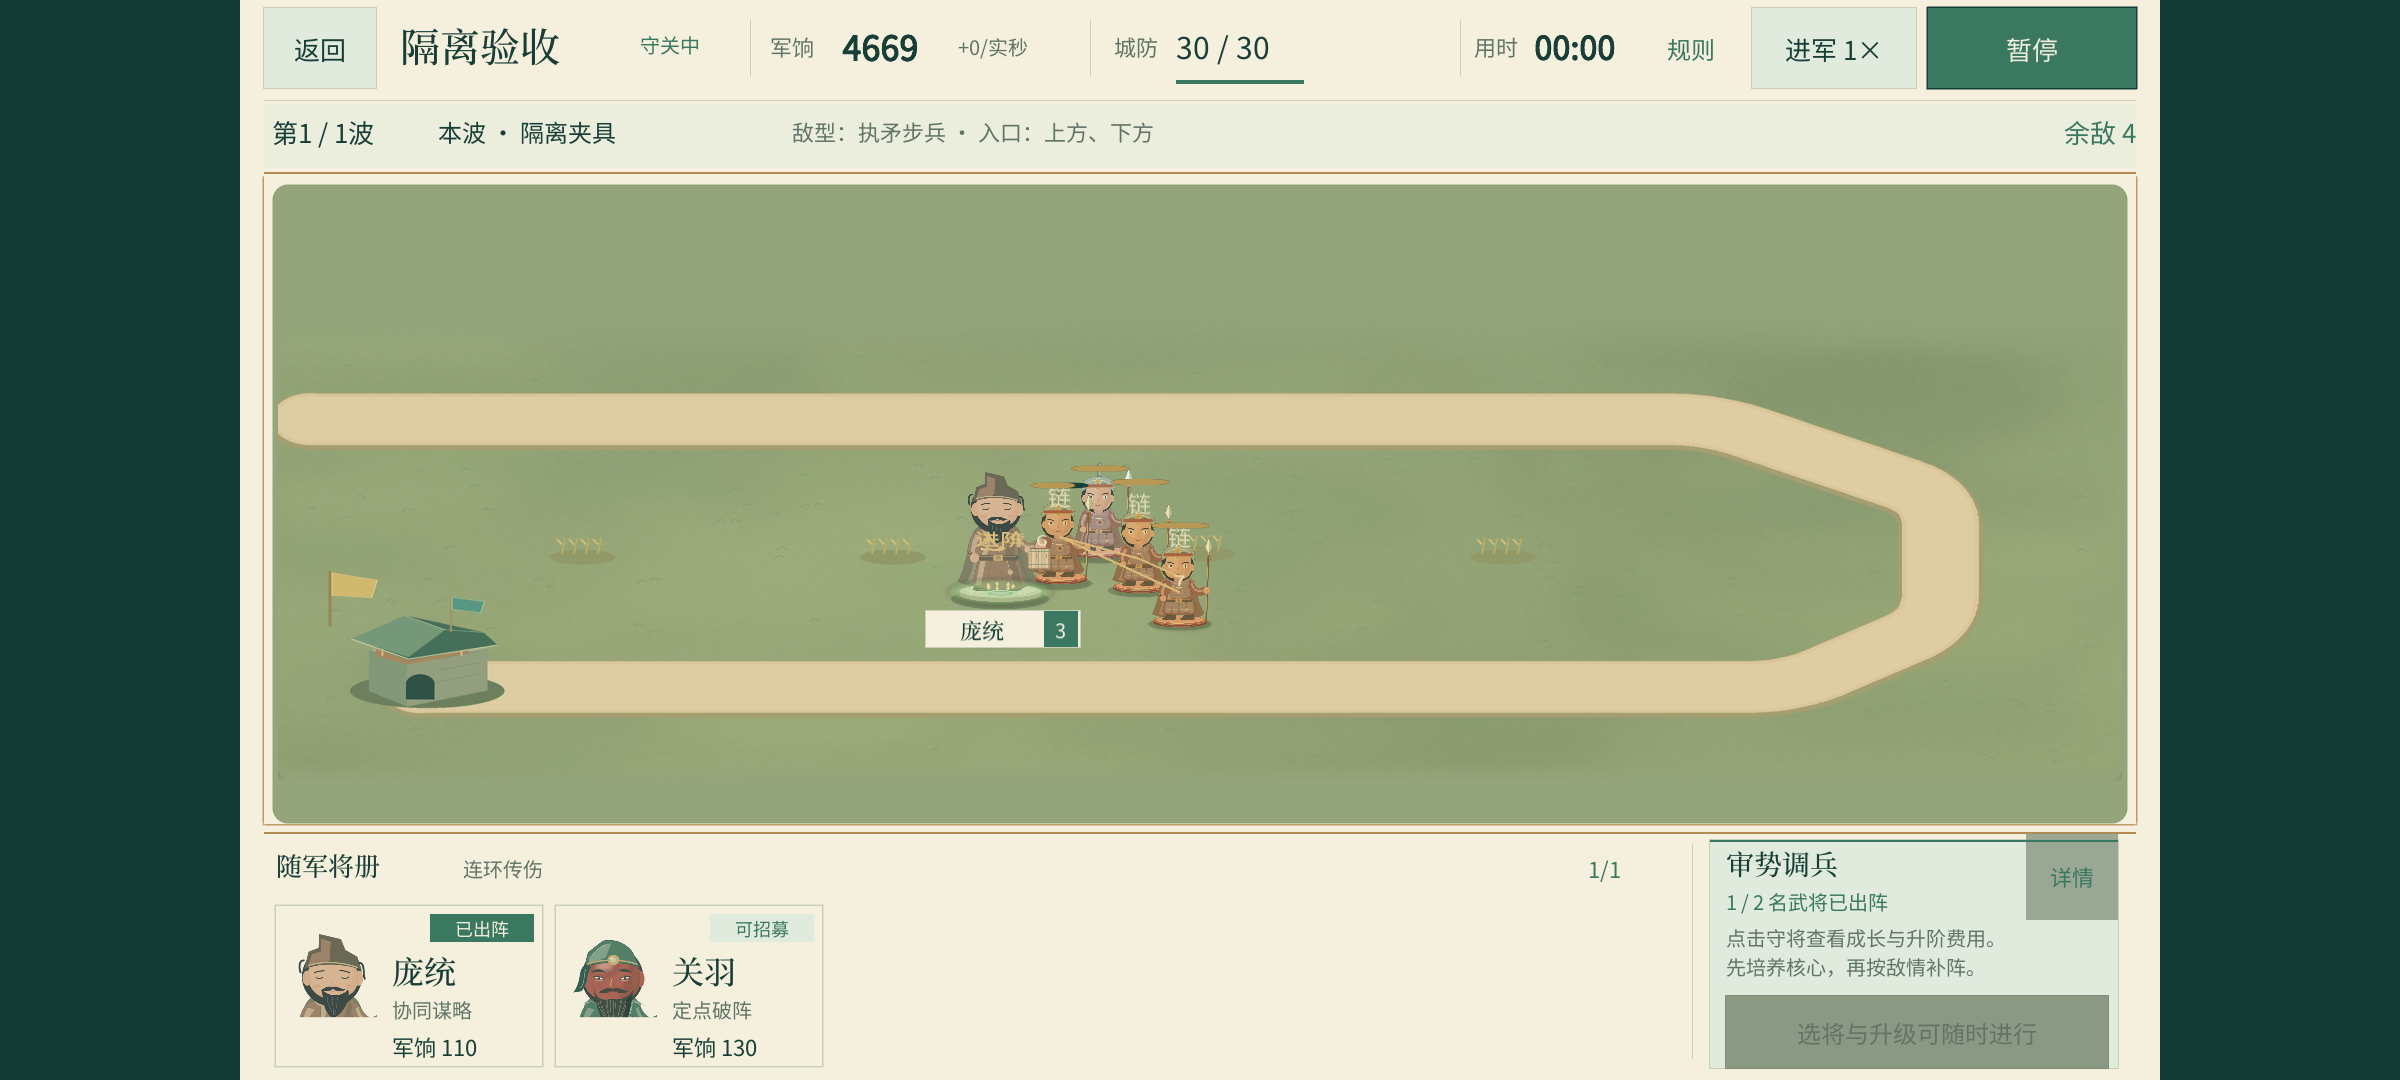 返回
隔离验收
守关中
军饷 4669 +0/实秒
城防 30 / 30
用时 00:00
规则
进军 1×
暂停
第1 / 1波
本波 · 隔离夹具
敌型：执矛步兵 · 入口：上方、下方
余敌 4
链
链
链
进阶
7
庞统 3
随军将册
连环传伤
1/1
已出阵
庞统
协同谋略
军饷 110
可招募
关羽
定点破阵
军饷 130
审势调兵
详情
1 / 2 名武将已出阵
点击守将查看成长与升阶费用。
先培养核心，再按敌情补阵。
选将与升级可随时进行